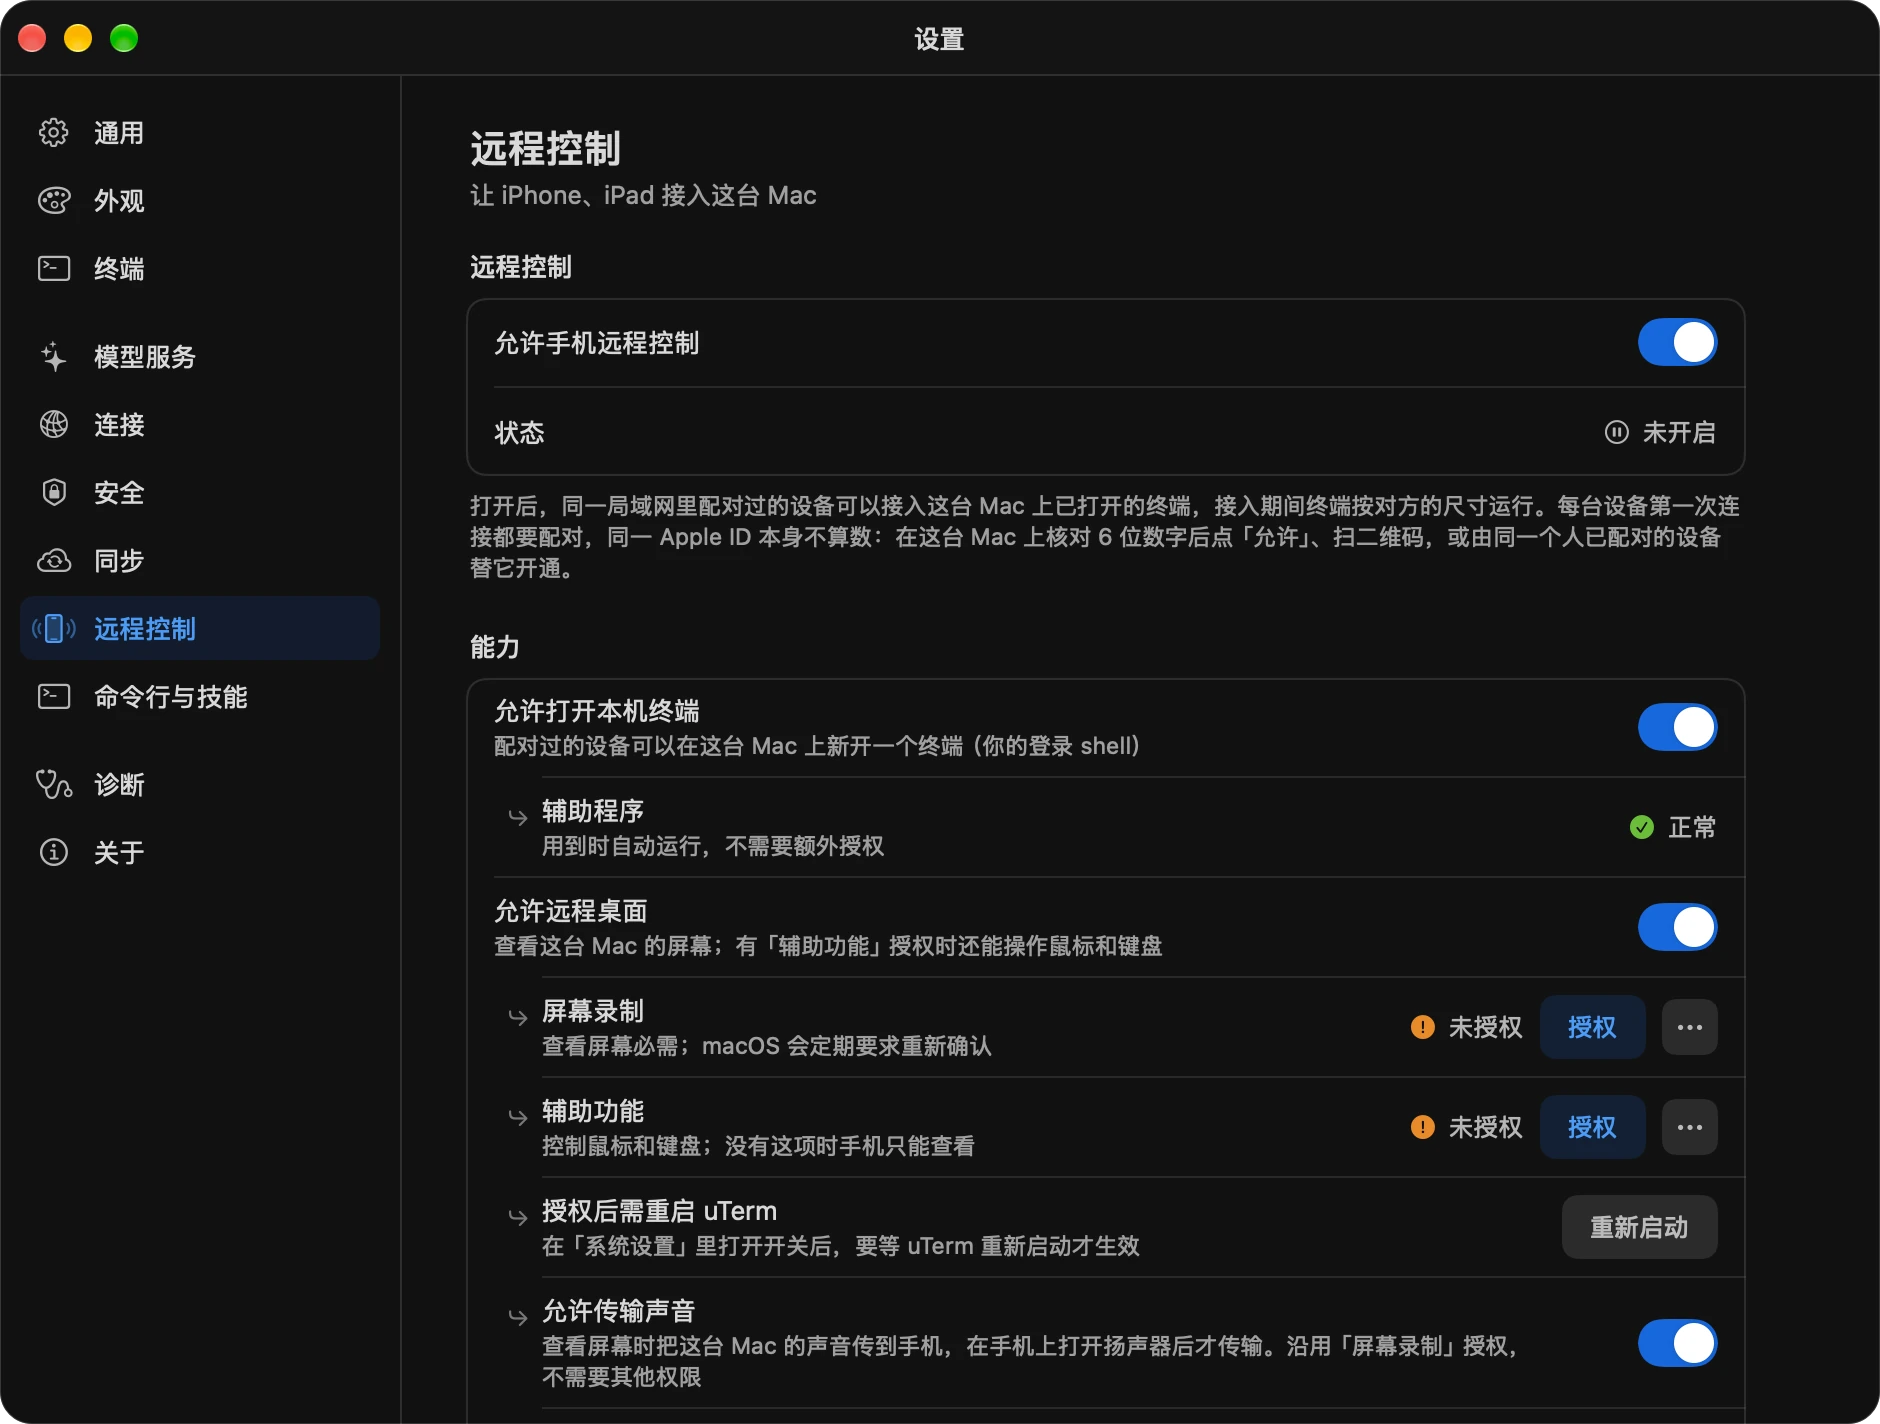 设置
通用
外观
终端
模型服务
连接
安全
同步
远程控制
命令行与技能
诊断
关于
远程控制
让 iPhone、iPad 接入这台 Mac
远程控制
允许手机远程控制
状态
未开启
打开后，同一局域网里配对过的设备可以接入这台 Mac 上已打开的终端，接入期间终端按对方的尺寸运行。每台设备第一次连
接都要配对，同一 Apple ID 本身不算数：在这台 Mac 上核对 6 位数字后点「允许」、扫二维码，或由同一个人已配对的设备
替它开通。
能力
允许打开本机终端
配对过的设备可以在这台 Mac 上新开一个终端（你的登录 shell）
辅助程序
用到时自动运行，不需要额外授权
正常
允许远程桌面
查看这台 Mac 的屏幕；有「辅助功能」授权时还能操作鼠标和键盘
屏幕录制
查看屏幕必需；macOS 会定期要求重新确认
未授权
授权
辅助功能
控制鼠标和键盘；没有这项时手机只能查看
未授权
授权
授权后需重启 uTerm
在「系统设置」里打开开关后，要等 uTerm 重新启动才生效
重新启动
允许传输声音
查看屏幕时把这台 Mac 的声音传到手机，在手机上打开扬声器后才传输。沿用「屏幕录制」授权，
不需要其他权限